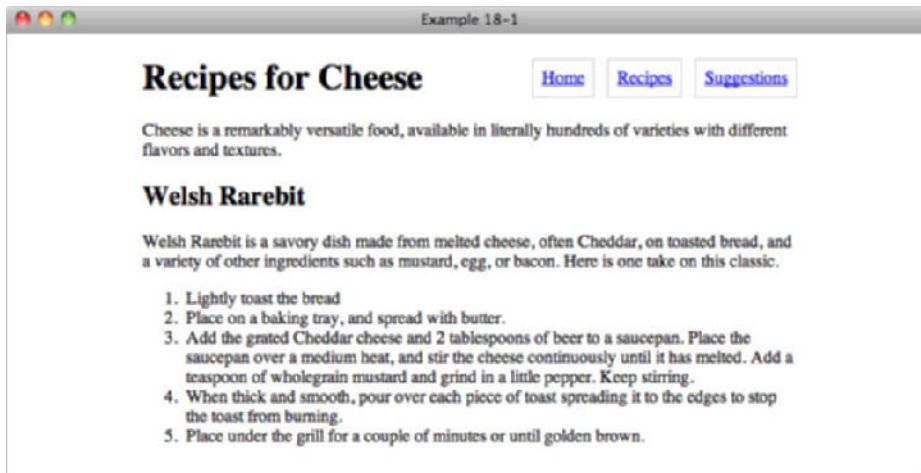 Example 18-1
Recipes for Cheese Home Recipes Suggestions
Cheese is a remarkably versatile food, available in literally hundreds of varieties with different
flavors and textures.
Welsh Rarebit
Welsh Rarebit is a savory dish made from melted cheese, often Cheddar, on toasted bread, and
a variety of other ingredients such as mustard, egg, or bacon. Here is one take on this classic.
1. Lightly toast the bread
2. Place on a baking tray, and spread with butter.
3. Add the grated Cheddar cheese and 2 tablespoons of beer to a saucepan. Place the
saucepan over a medium heat, and stir the cheese continuously until it has melted. Add a
teaspoon of wholegrain mustard and grind in a little pepper. Keep stirring.
4. When thick and smooth, pour over each piece of toast spreading it to the edges to stop
the toast from burning.
5. Place under the grill for a couple of minutes or until golden brown.